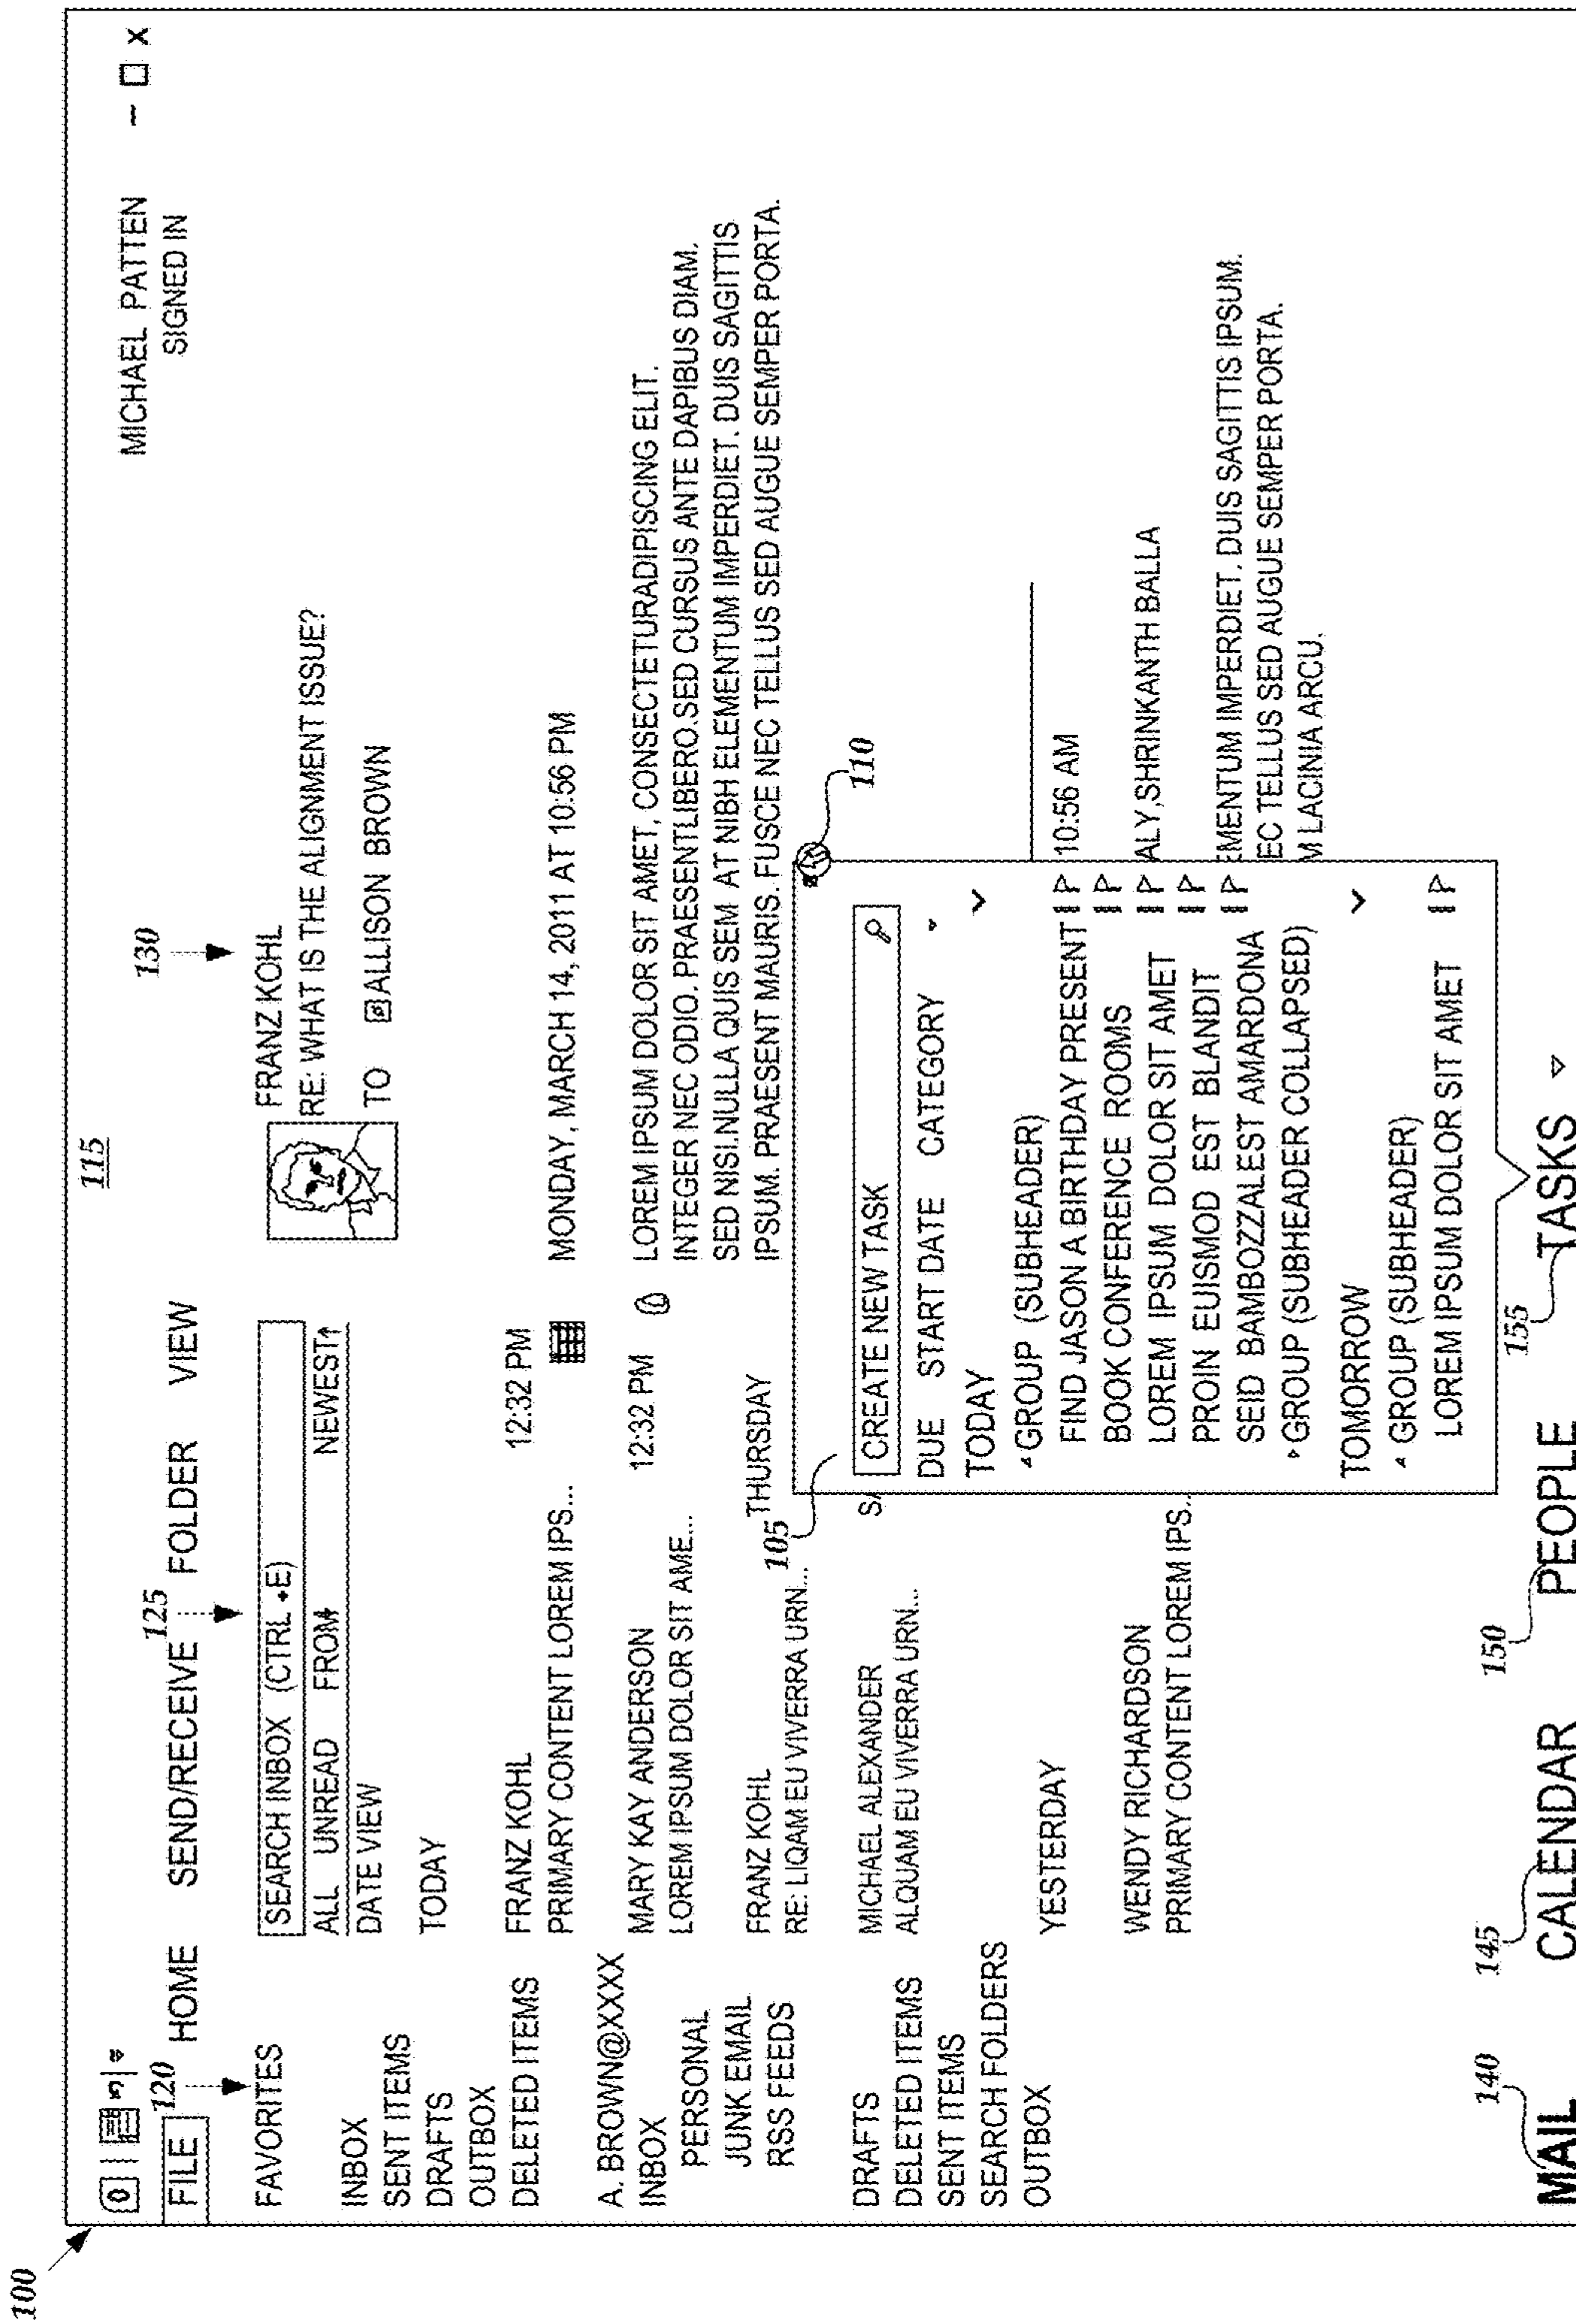 100
115
MICHAEL PATTEN
SIGNED IN
X
120
125
130
FILE HOME SEND/RECEIVE FOLDER VIEW
FAVORITES
INBOX
SENT ITEMS
DRAFTS
OUTBOX
DELETED ITEMS
A. BROWN@XXXX
INBOX
PERSONAL
JUNK EMAIL
RSS FEEDS
DRAFTS
DELETED ITEMS
SENT ITEMS
SEARCH FOLDERS
OUTBOX
SEARCH INBOX (CTRL +E)
ALL UNREAD FROM NEWEST↑
DATE VIEW
TODAY
FRANZ KOHL 12:32 PM
PRIMARY CONTENT LOREM IPS...
MARY KAY ANDERSON 12:32 PM
LOREM IPSUM DOLOR SIT AME...
FRANZ KOHL THURSDAY
RE: LIQAM EU VIVERRA URN...
MICHAEL ALEXANDER SA
ALQUAM EU VIVERRA URN...
YESTERDAY
WENDY RICHARDSON
PRIMARY CONTENT LOREM IPS..
FRANZ KOHL
RE: WHAT IS THE ALIGNMENT ISSUE?
TO ALLISON BROWN
MONDAY, MARCH 14, 2011 AT 10:56 PM
LOREM IPSUM DOLOR SIT AMET, CONSECTETURADIPISCING ELIT.
INTEGER NEC ODIO. PRAESENTLIBERO.SED CURSUS ANTE DAPIBUS DIAM.
SED NISI.NULLA QUIS SEM AT NIBH ELEMENTUM IMPERDIET. DUIS SAGITTIS
IPSUM. PRAESENT MAURIS. FUSCE NEC TELLUS SED AUGUE SEMPER PORTA.
105
110
CREATE NEW TASK
DUE START DATE CATEGORY
TODAY
GROUP (SUBHEADER)
FIND JASON A BIRTHDAY PRESENT
BOOK CONFERENCE ROOMS
LOREM IPSUM DOLOR SIT AMET
PROIN EUISMOD EST BLANDIT
SEID BAMBOZZALEST AMARDONA
GROUP (SUBHEADER COLLAPSED)
TOMORROW
GROUP (SUBHEADER)
LOREM IPSUM DOLOR SIT AMET
10:56 AM
ALY,SHRINKANTH BALLA
EMENTUM IMPERDIET. DUIS SAGITTIS IPSUM.
EC TELLUS SED AUGUE SEMPER PORTA.
M LACINIA ARCU.
140
145
150
155
MAIL CALENDAR PEOPLE TASKS